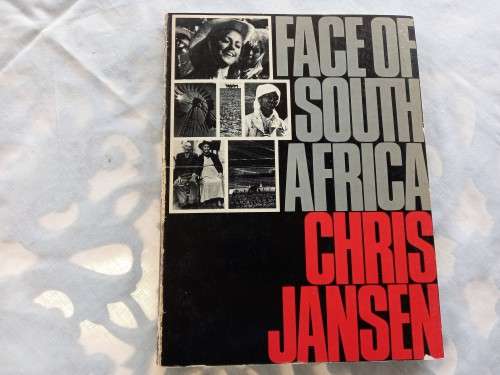 FACE OF
SOUTH
AFRICA
CHRIS
JANSEN